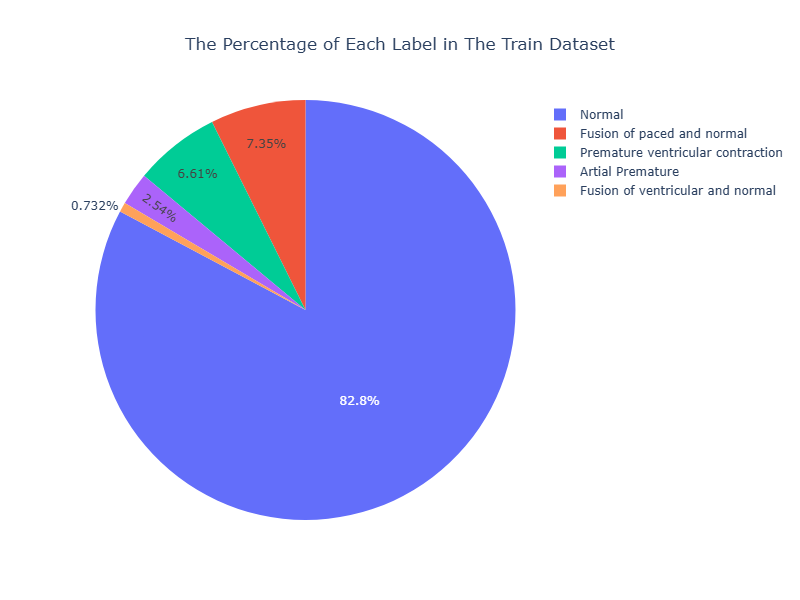 The Percentage of Each Label in The Train Dataset
Normal
Fusion of paced and normal
Premature ventricular contraction
Artial Premature
Fusion of ventricular and normal
7.35%
6.61%
2.54%
0.732%
82.8%